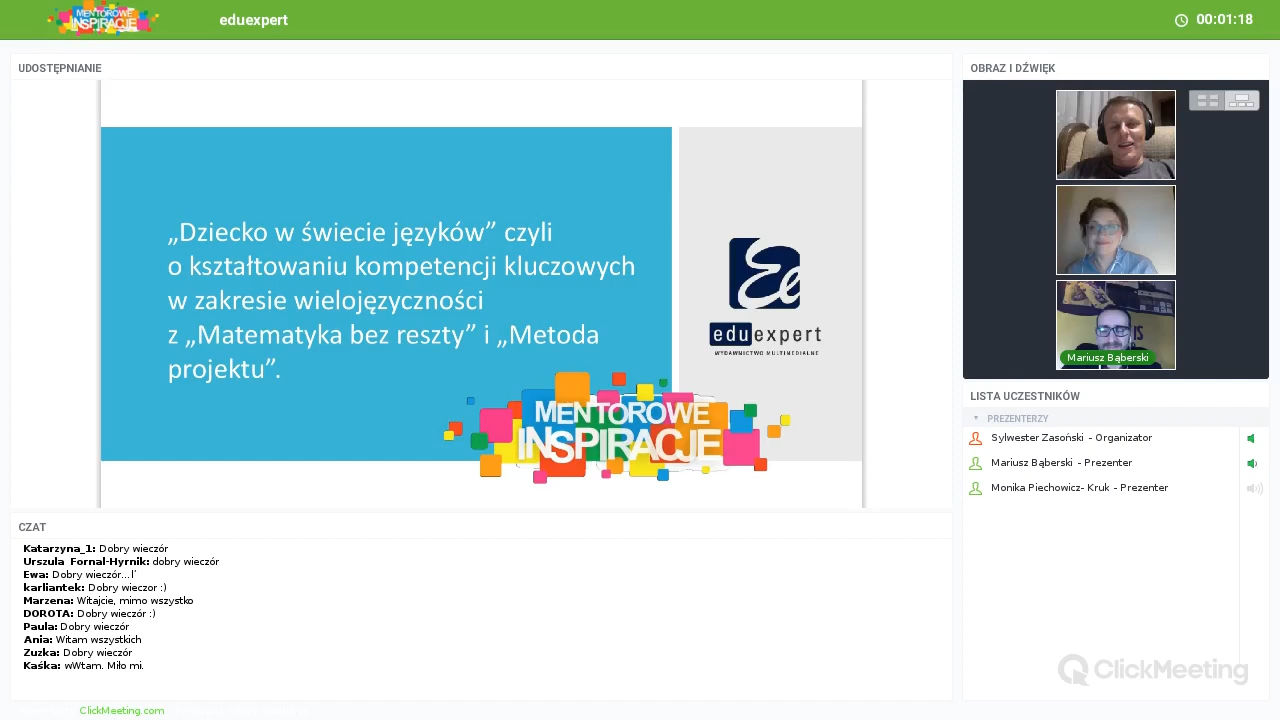 MENTOROWE
INSPIRACJE
eduexpert
00:01:18
UDOSTĘPNIANIE
„Dziecko w świecie języków” czyli
o kształtowaniu kompetencji kluczowych
w zakresie wielojęzyczności
z „Matematyka bez reszty” i „Metoda
projektu”.
eduexpert
WYDAWNICTWO MULTIMEDIALNE
MENTOROWE
INSPIRACJE
CZAT
Katarzyna_1: Dobry wieczór
Urszula Fornal-Hyrnik: dobry wieczór
Ewa: Dobry wieczór...!'
karliantek: Dobry wieczor :)
Marzena: Witajcie, mimo wszystko
DOROTA: Dobry wieczór :)
Paula: Dobry wieczór
Ania: Witam wszystkich
Zuzka: Dobry wieczór
Kaśka: wWtam. Miło mi.
ClickMeeting.com
OBRAZ I DŹWIĘK
Mariusz Bąberski
LISTA UCZESTNIKÓW
PREZENTERZY
Sylwester Zasoński - Organizator
Mariusz Bąberski - Prezenter
Monika Piechowicz- Kruk - Prezenter
ClickMeeting